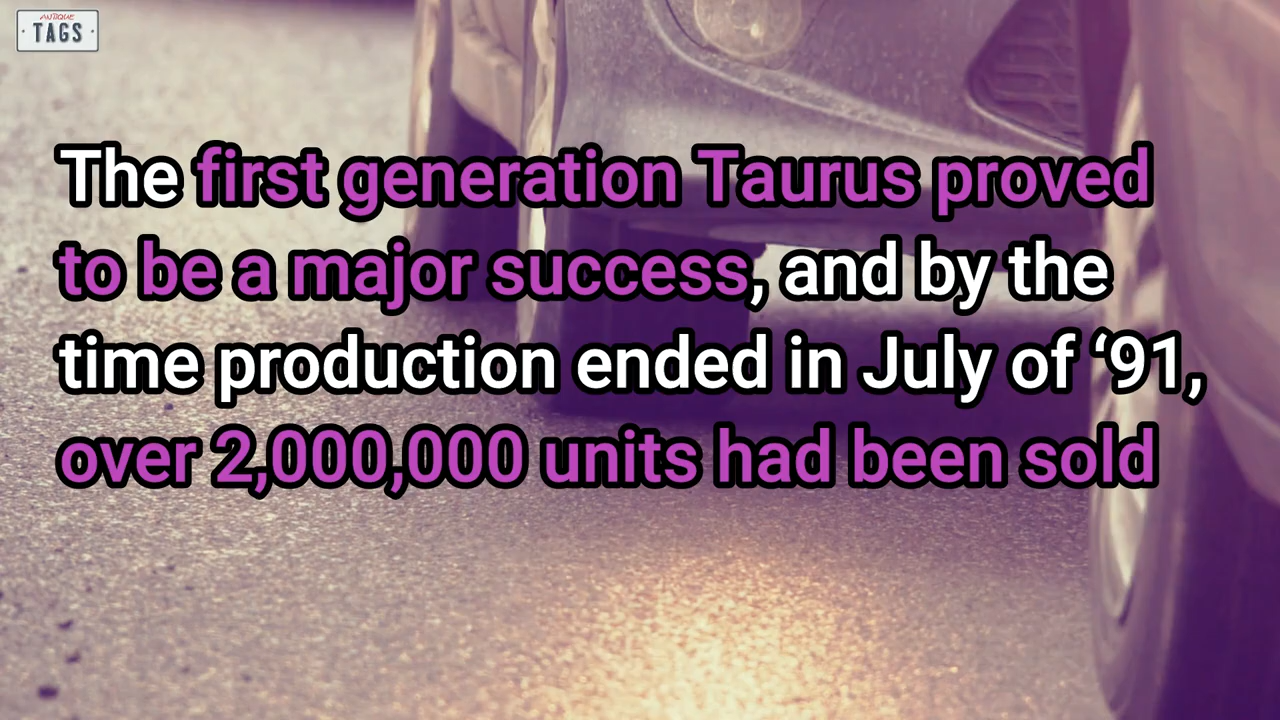 ANTIQUE
TAGS
The first generation Taurus proved
to be a major success, and by the
time production ended in July of ‘91,
over 2,000,000 units had been sold